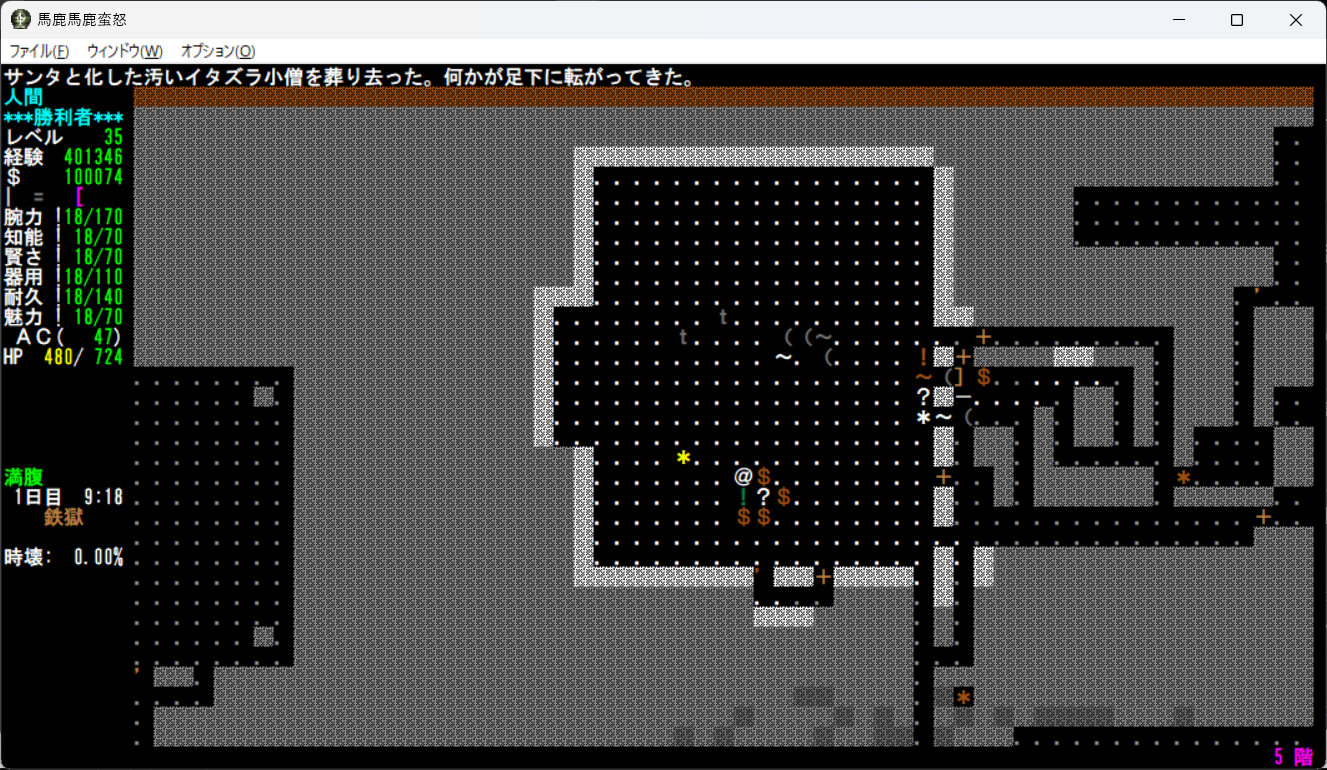 馬鹿馬鹿蛮怒
ファイル(F) ウィンドウ(W) オプション(O)
サンタと化した汚いイタズラ小僧を葬り去った。何かが足下に転がってきた。
人間
***勝利者***
レベル 35
経験 401346
$ 100074
| = [
腕力 !18/170
知能 ! 18/70
賢さ ! 18/70
器用 !18/110
耐久 !18/140
魅力 ! 18/70
AC( 47)
HP 480/ 724
満腹
1日目 9:18
鉄獄
時壊: 0.00%
5 階